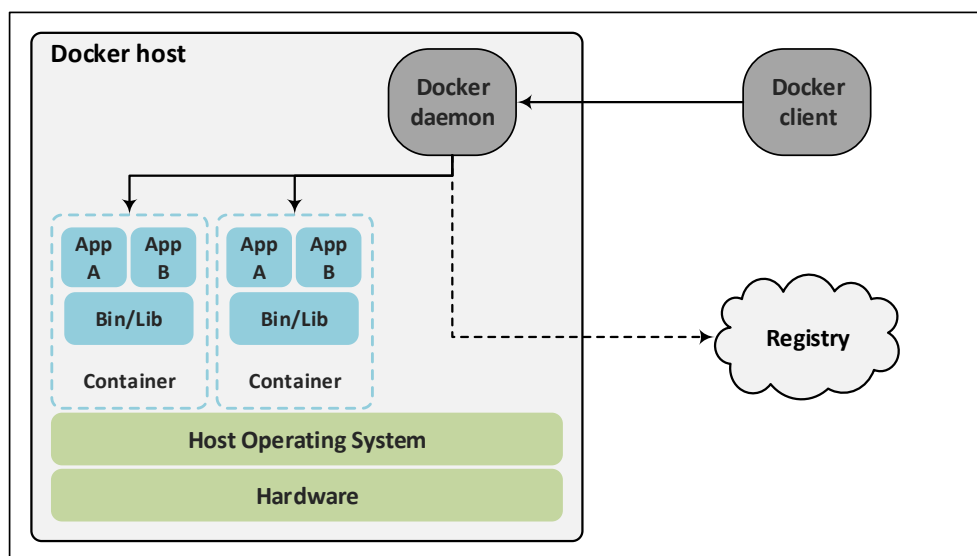 Docker host
Docker
daemon
Docker
client
App
A
App
B
App
A
App
B
Bin/Lib
Bin/Lib
Registry
Container
Container
Host Operating System
Hardware